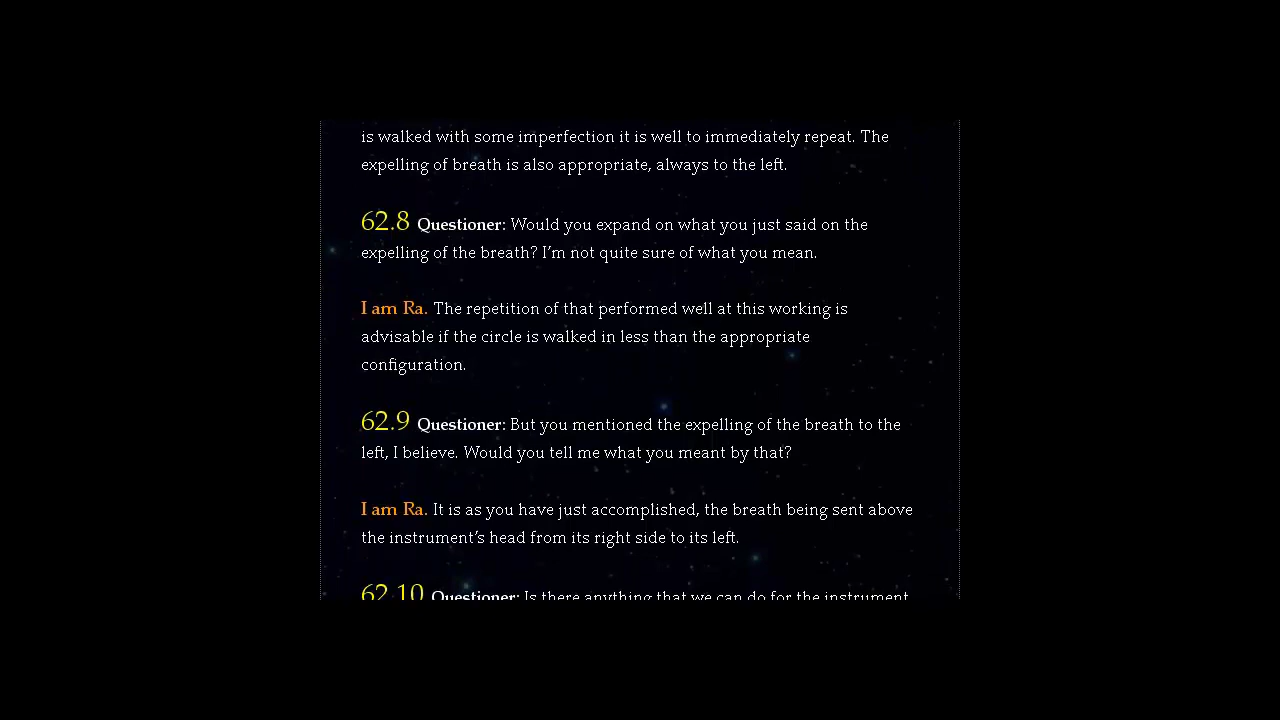 is walked with some imperfection it is well to immediately repeat. The
expelling of breath is also appropriate, always to the left.
62.8 Questioner: Would you expand on what you just said on the
expelling of the breath? I’m not quite sure of what you mean.
I am Ra. The repetition of that performed well at this working is
advisable if the circle is walked in less than the appropriate
configuration.
62.9 Questioner: But you mentioned the expelling of the breath to the
left, I believe. Would you tell me what you meant by that?
I am Ra. It is as you have just accomplished, the breath being sent above
the instrument’s head from its right side to its left.
62.10 Questioner: Is there anything that we can do for the instrument